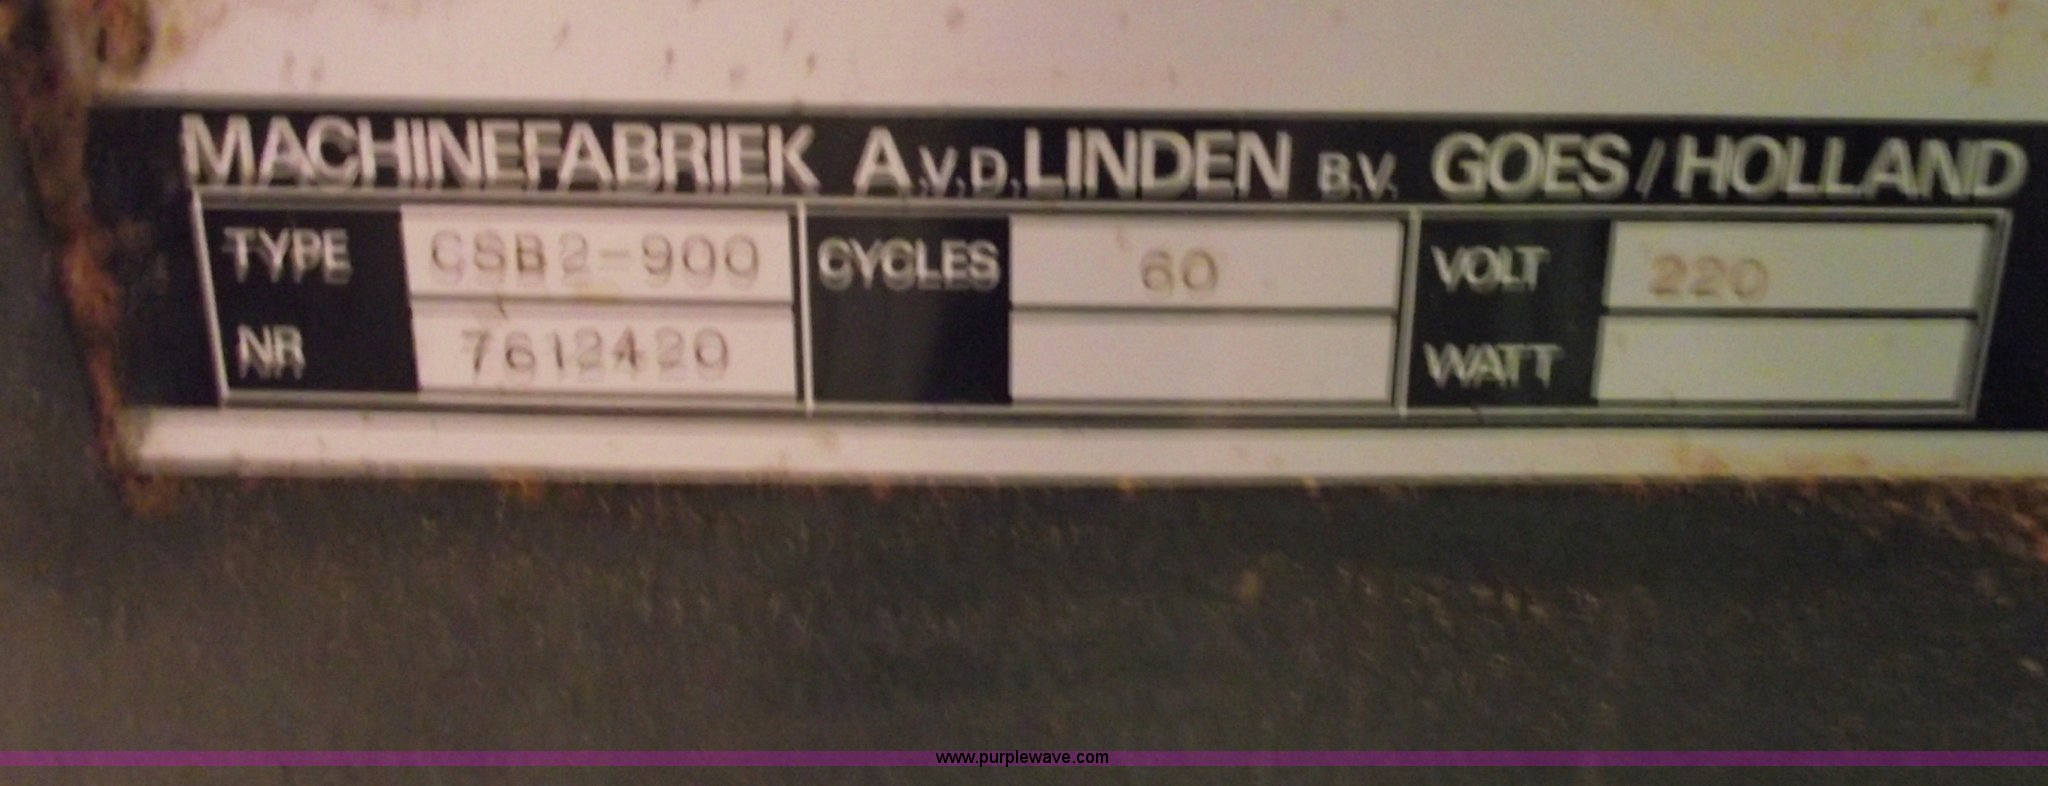 MACHINEFABRIEK A.V.D. LINDEN B.V. GOES/HOLLAND
TYPE CSB2-900 CYCLES 60 VOLT 220
NR 7612420 WATT
www.purplewave.com